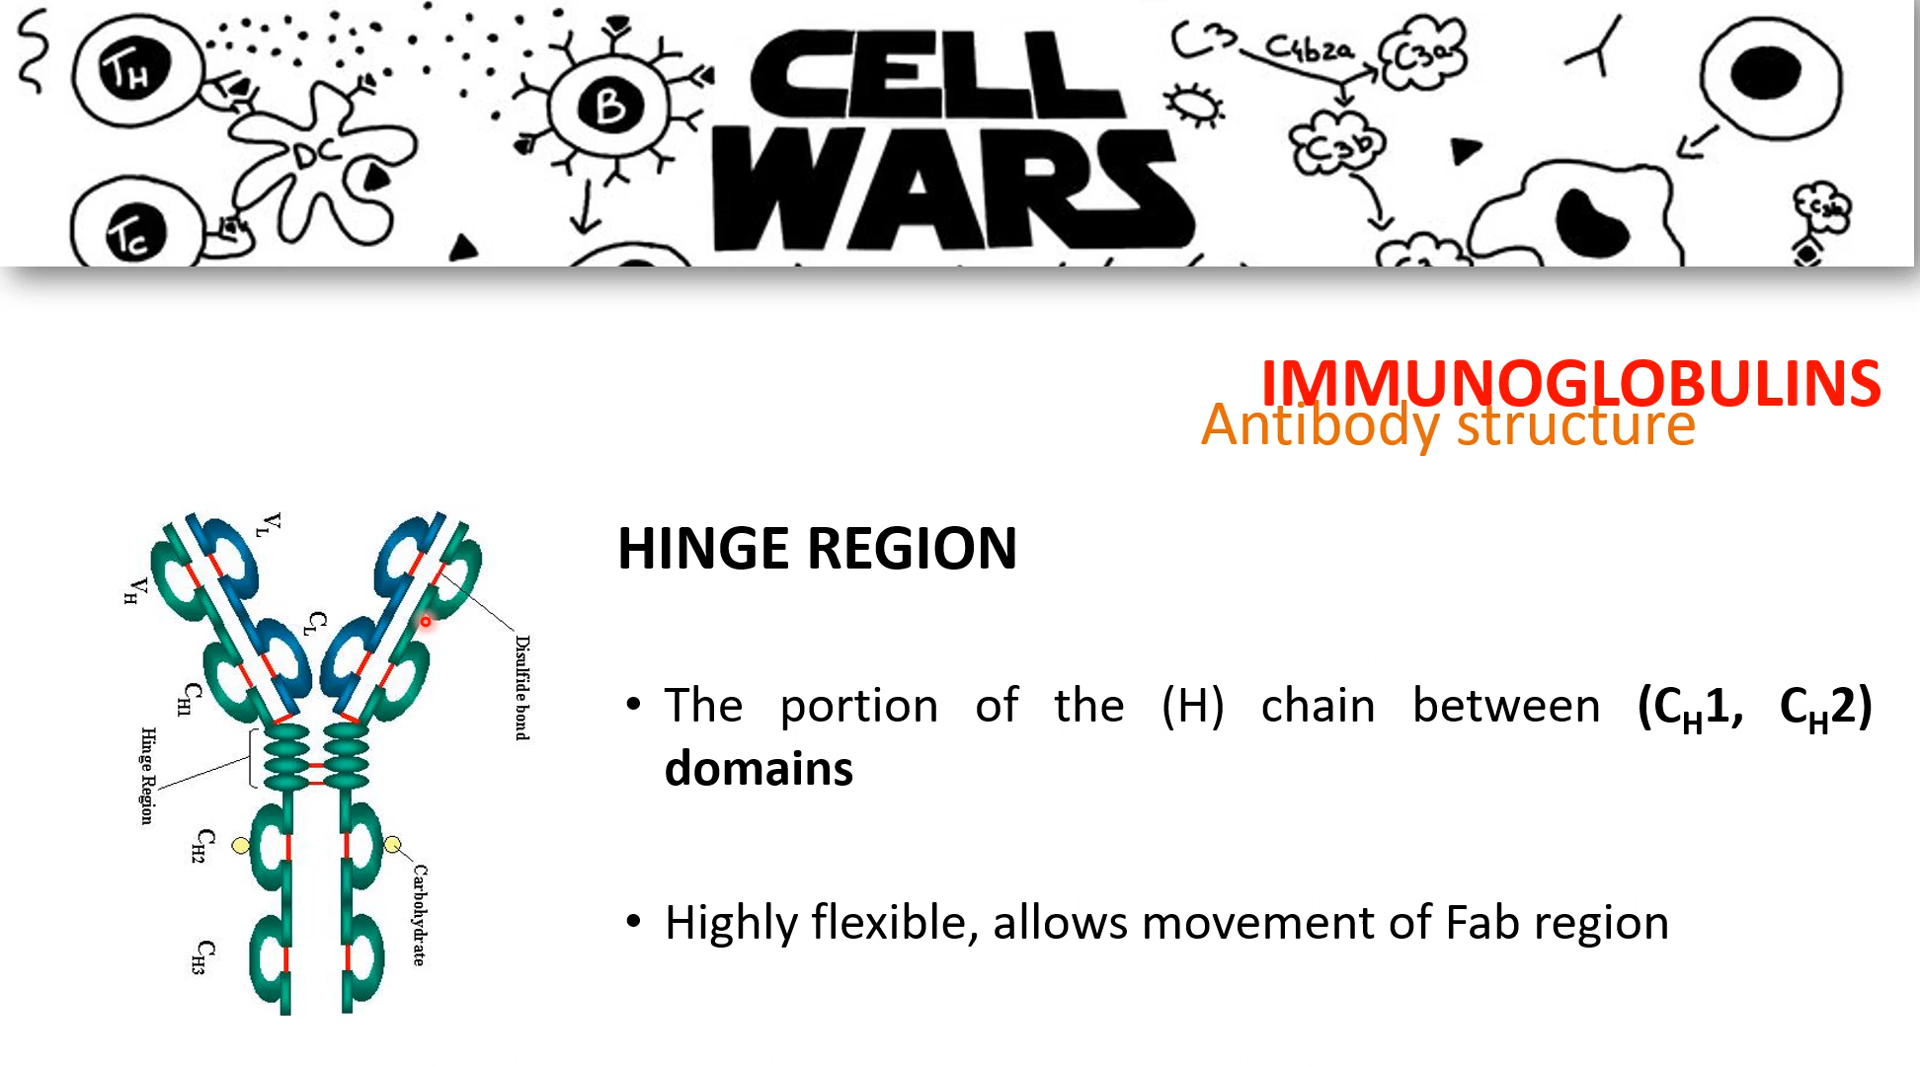 TH
B
CELL
WARS
C3
C4b2a
C3a
DC
C3b
Tc
C3b
IMMUNOGLOBULINS
Antibody structure
HINGE REGION
• The portion of the (H) chain between (CH1, CH2)
domains
• Highly flexible, allows movement of Fab region
VL
VH
CL
CH1
Disulfide bond
Hinge Region
CH2
Carbohydrate
CH3